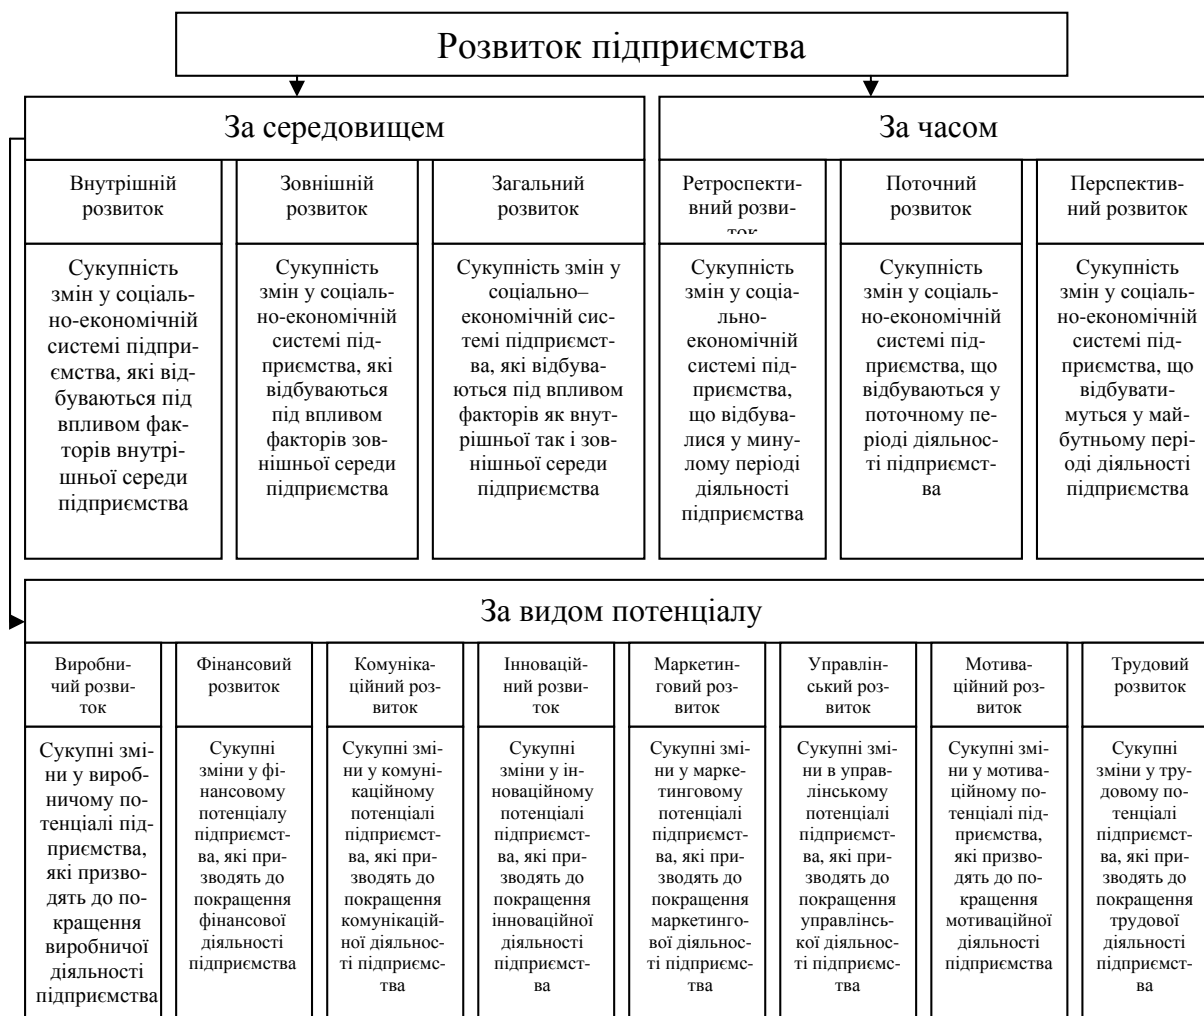 Розвиток підприємства
За середовищем
За часом
Внутрішній
розвиток
Зовнішній
розвиток
Загальний
розвиток
Ретроспекти-
вний розви-
ток
Поточний
розвиток
Перспектив-
ний розвиток
Сукупність
змін у соціаль-
но-економічній
системі підпри-
ємства, які від-
буваються під
впливом фак-
торів внутрі-
шньої середи
підприємства
Сукупність
змін у соціаль-
но-економічній
системі під-
приємства, які
відбуваються
під впливом
факторів зов-
нішньої середи
підприємства
Сукупність змін у
соціально–
економічній сис-
темі підприємст-
ва, які відбува-
ються під впливом
факторів як внут-
рішньої так і зов-
нішньої середи
підприємства
Сукупність
змін у соціа-
льно-
економічній
системі під-
приємства,
що відбува-
лися у мину-
лому періоді
діяльності
підприємства
Сукупність
змін у соціаль-
но-економічній
системі під-
приємства, що
відбуваються у
поточному пе-
ріоді діяльнос-
ті підприємст-
ва
Сукупність
змін у соціаль-
но-економічній
системі під-
приємства, що
відбувати-
муться у май-
бутньому пері-
оді діяльності
підприємства
За видом потенціалу
Виробни-
чий розви-
ток
Фінансовий
розвиток
Комуніка-
ційний роз-
виток
Інновацій-
ний розви-
ток
Маркетин-
говий роз-
виток
Управлін-
ський роз-
виток
Мотива-
ційний роз-
виток
Трудовий
розвиток
Сукупні змі-
ни у вироб-
ничому по-
тенціалі під-
приємства,
які призво-
дять до по-
кращення
виробничої
діяльності
підприємства
Сукупні
зміни у фі-
нансовому
потенціалу
підприємст-
ва, які при-
зводять до
покращення
фінансової
діяльності
підприємства
Сукупні змі-
ни у комуні-
каційному
потенціалі
підприємст-
ва, які при-
зводять до
покращення
комунікацій-
ної діяльнос-
ті підприємс-
тва
Сукупні
зміни у ін-
новаційному
потенціалі
підприємст-
ва, які при-
зводять до
покращення
інноваційної
діяльності
підприємст-
ва
Сукупні змі-
ни у марке-
тинговому
потенціалі
підприємст-
ва, які при-
зводять до
покращення
маркетинго-
вої діяльнос-
ті підприємс-
тва
Сукупні змі-
ни в управ-
лінському
потенціалі
підприємст-
ва, які при-
зводять до
покращення
управлінсь-
кої діяльнос-
ті підприємс-
тва
Сукупні змі-
ни у мотива-
ційному по-
тенціалі під-
приємства,
які призво-
дять до по-
кращення
мотиваційної
діяльності
підприємства
Сукупні
зміни у тру-
довому по-
тенціалі
підприємст-
ва, які при-
зводять до
покращення
трудової
діяльності
підприємст-
ва